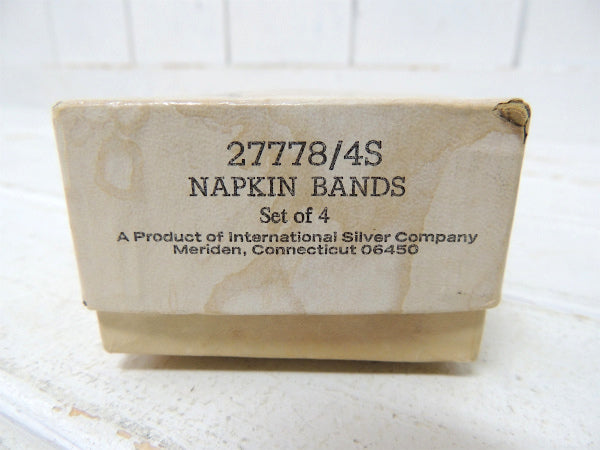 27778/4S
NAPKIN BANDS
Set of 4
A Product of International Silver Company
Meriden, Connecticut 06450